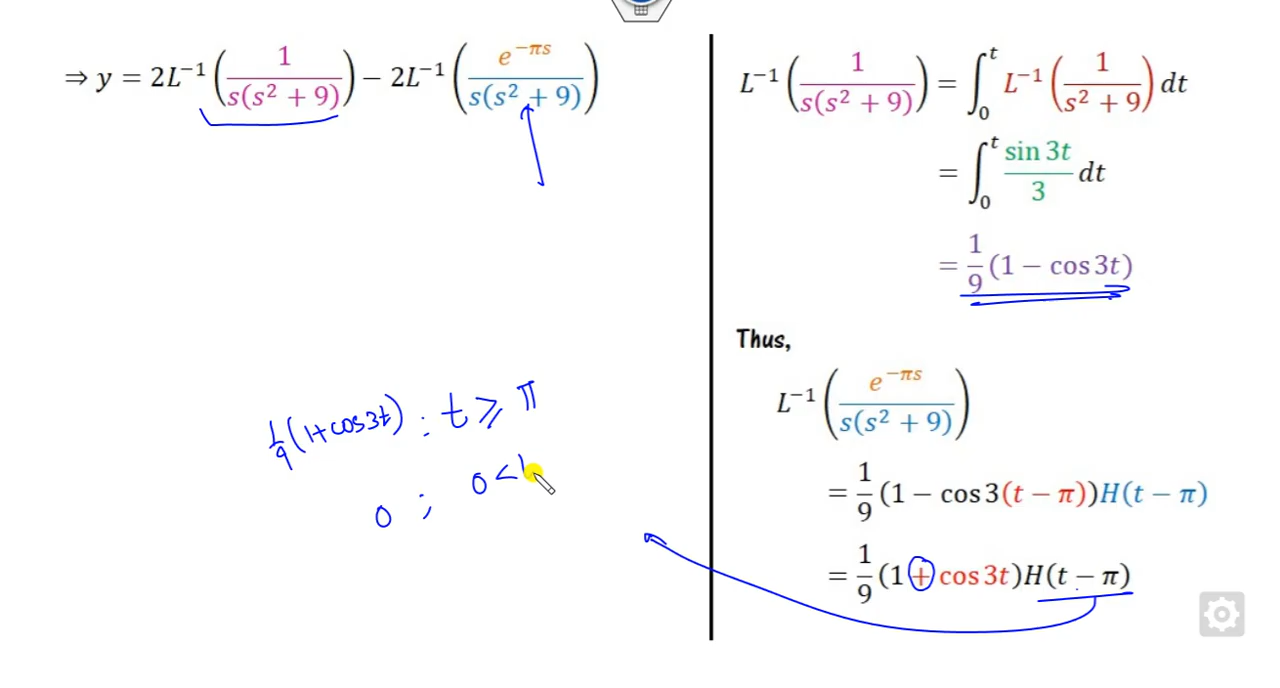 ⇒ y = 2L⁻¹(1/(s(s² + 9))) − 2L⁻¹(e^(−πs)/(s(s² + 9)))
1/9(1+cos3t) : t ≥ π
0 ; 0 <
L⁻¹(1/(s(s² + 9))) = ∫₀ᵗ L⁻¹(1/(s² + 9)) dt
= ∫₀ᵗ sin 3t/3 dt
= 1/9 (1 − cos 3t)
Thus,
L⁻¹(e^(−πs)/(s(s² + 9)))
= 1/9 (1 − cos 3(t − π))H(t − π)
= 1/9 (1 + cos 3t)H(t − π)